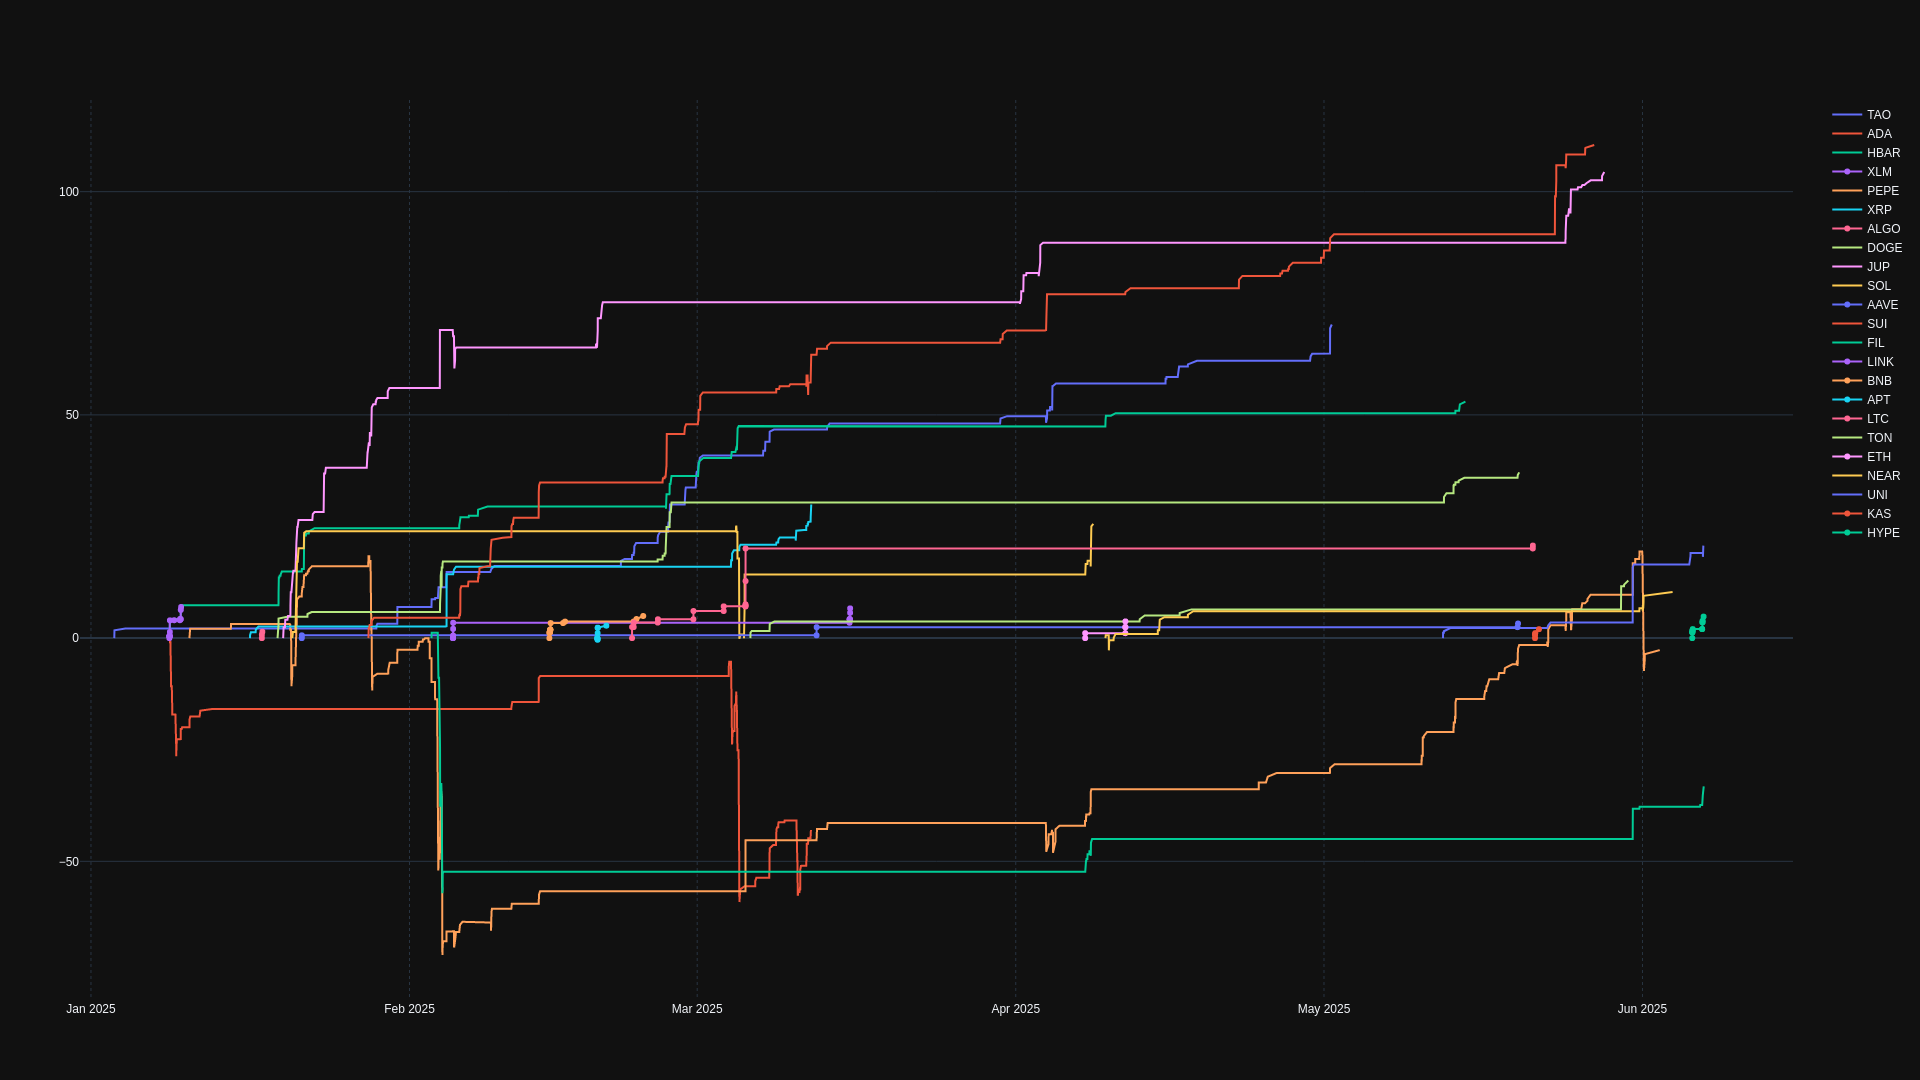 TAO
ADA
HBAR
XLM
PEPE
XRP
ALGO
DOGE
JUP
SOL
AAVE
SUI
FIL
LINK
BNB
APT
LTC
TON
ETH
NEAR
UNI
KAS
HYPE
100
50
0
−50
Jan 2025 Feb 2025 Mar 2025 Apr 2025 May 2025 Jun 2025